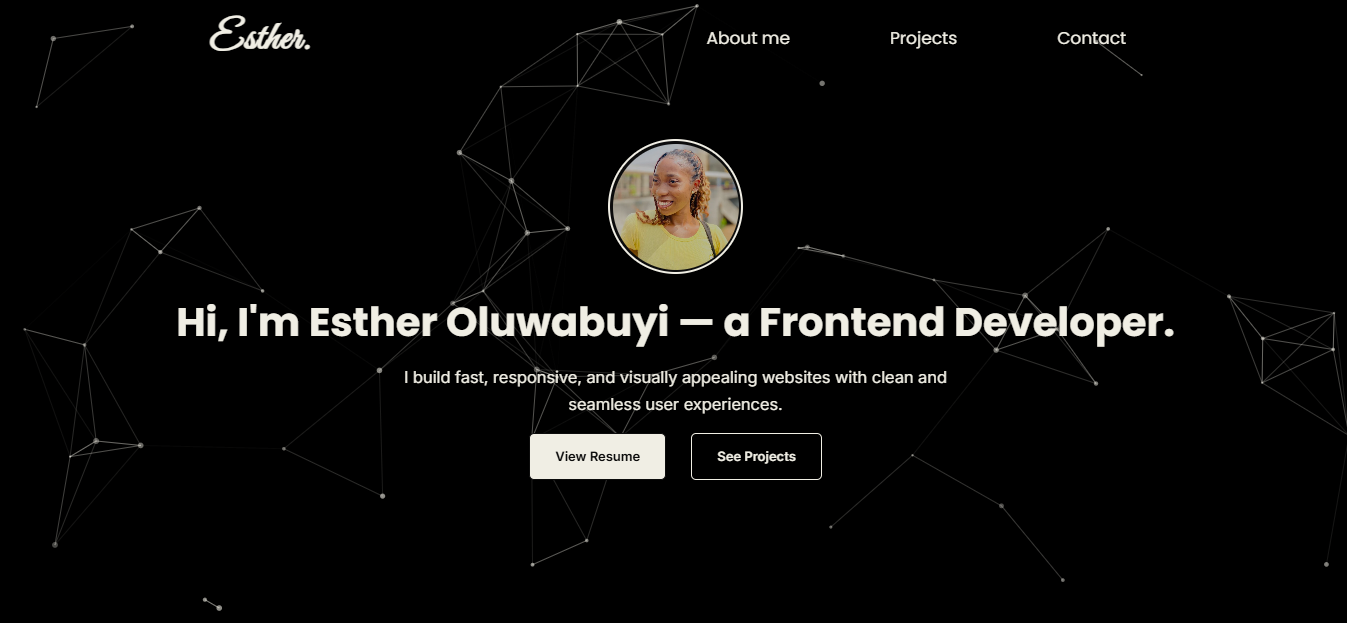 Esther.
About me
Projects
Contact
Hi, I'm Esther Oluwabuyi — a Frontend Developer.
I build fast, responsive, and visually appealing websites with clean and
seamless user experiences.
View Resume
See Projects